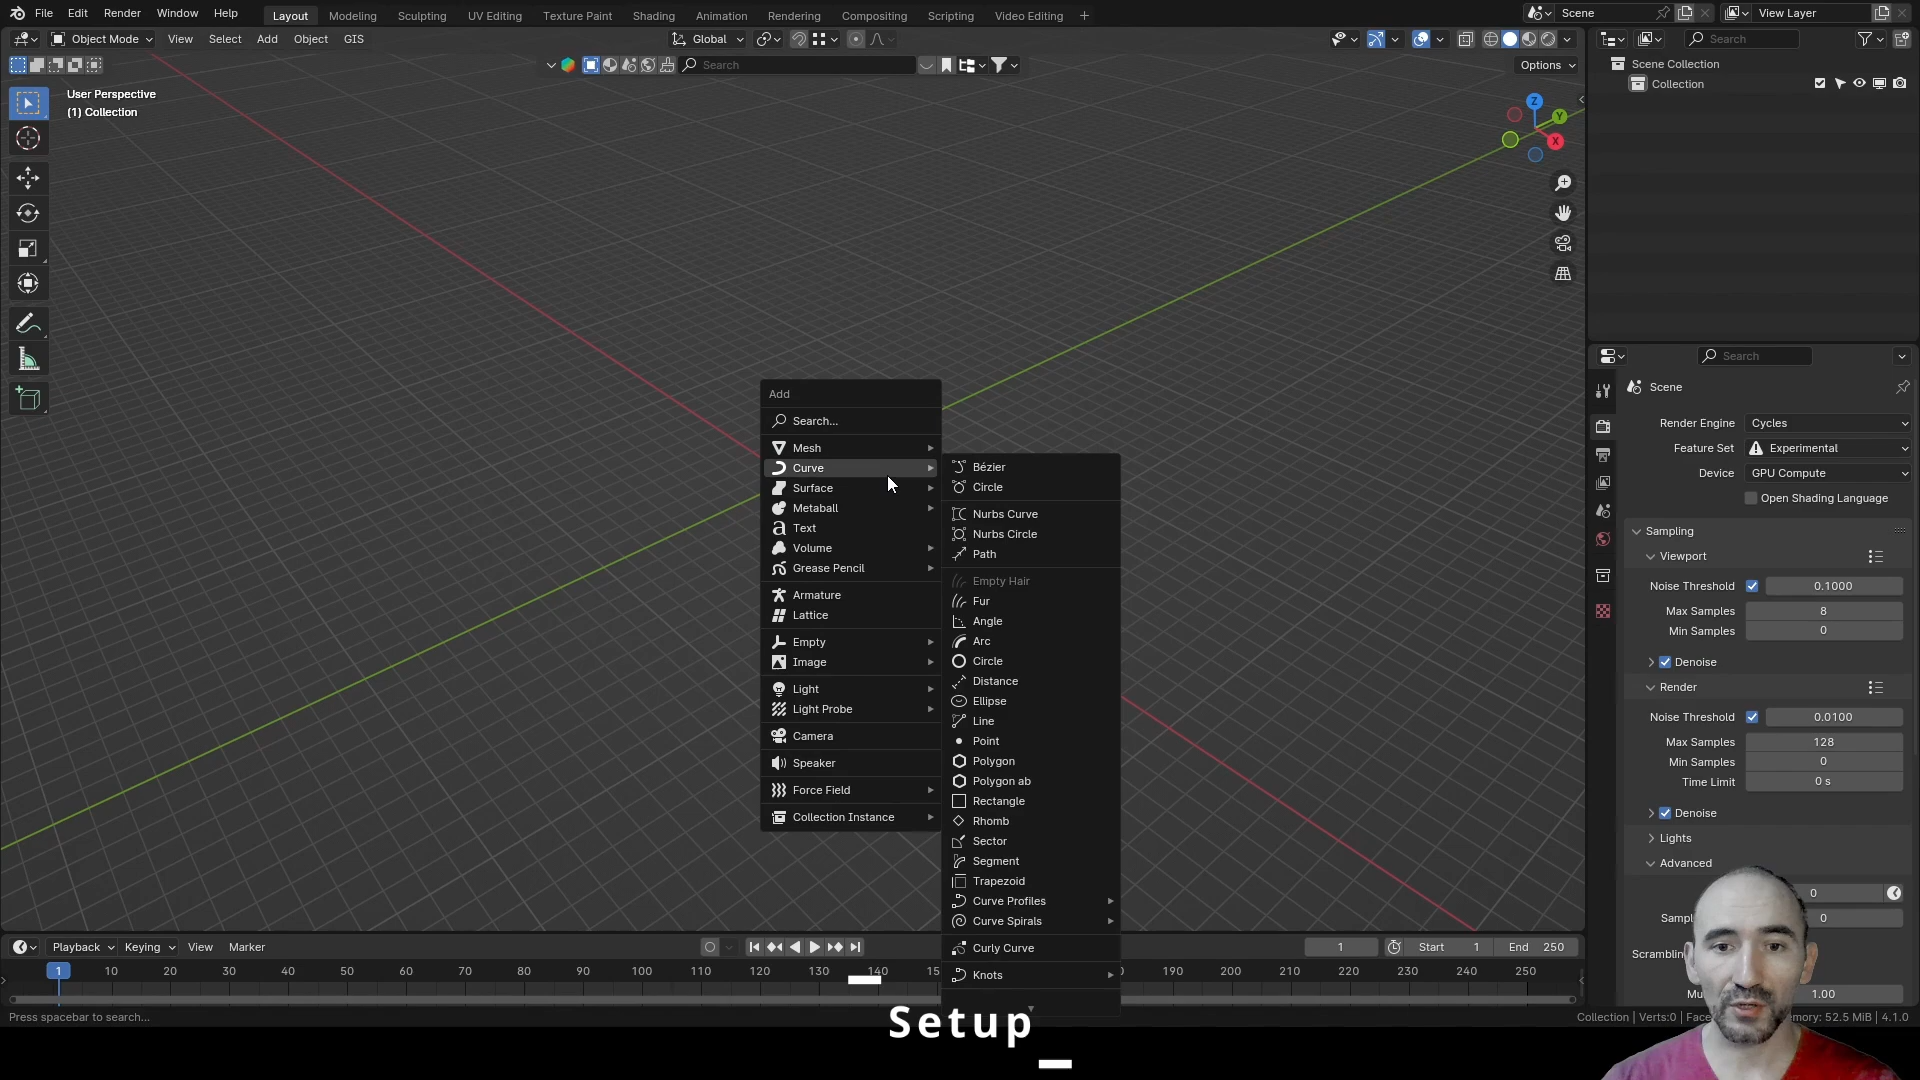 File Edit Render Window Help Layout Modeling Sculpting UV Editing Texture Paint Shading Animation Rendering Compositing Scripting Video Editing + Scene View Layer
Object Mode View Select Add Object GIS Global Search
Search Options
User Perspective
(1) Collection
Z
Y
X
Scene Collection
Collection
Add
Search...
Mesh
Curve
Surface
Metaball
Text
Volume
Grease Pencil
Armature
Lattice
Empty
Image
Light
Light Probe
Camera
Speaker
Force Field
Collection Instance
Bézier
Circle
Nurbs Curve
Nurbs Circle
Path
Empty Hair
Fur
Angle
Arc
Circle
Distance
Ellipse
Line
Point
Polygon
Polygon ab
Rectangle
Rhomb
Sector
Segment
Trapezoid
Curve Profiles
Curve Spirals
Curly Curve
Knots
Search
Scene
Render Engine Cycles
Feature Set Experimental
Device GPU Compute
Open Shading Language
Sampling
Viewport
Noise Threshold 0.1000
Max Samples 8
Min Samples 0
Denoise
Render
Noise Threshold 0.0100
Max Samples 128
Min Samples 0
Time Limit 0 s
Denoise
Lights
Advanced
0
Sampl 0
Scramblin
Mu 1.00
Playback Keying View Marker 1 Start 1 End 250
1 10 20 30 40 50 60 70 80 90 100 110 120 130 140 15 0 190 200 210 220 230 240 250
Press spacebar to search... Collection | Verts:0 | Face emory: 52.5 MiB | 4.1.0
Setup